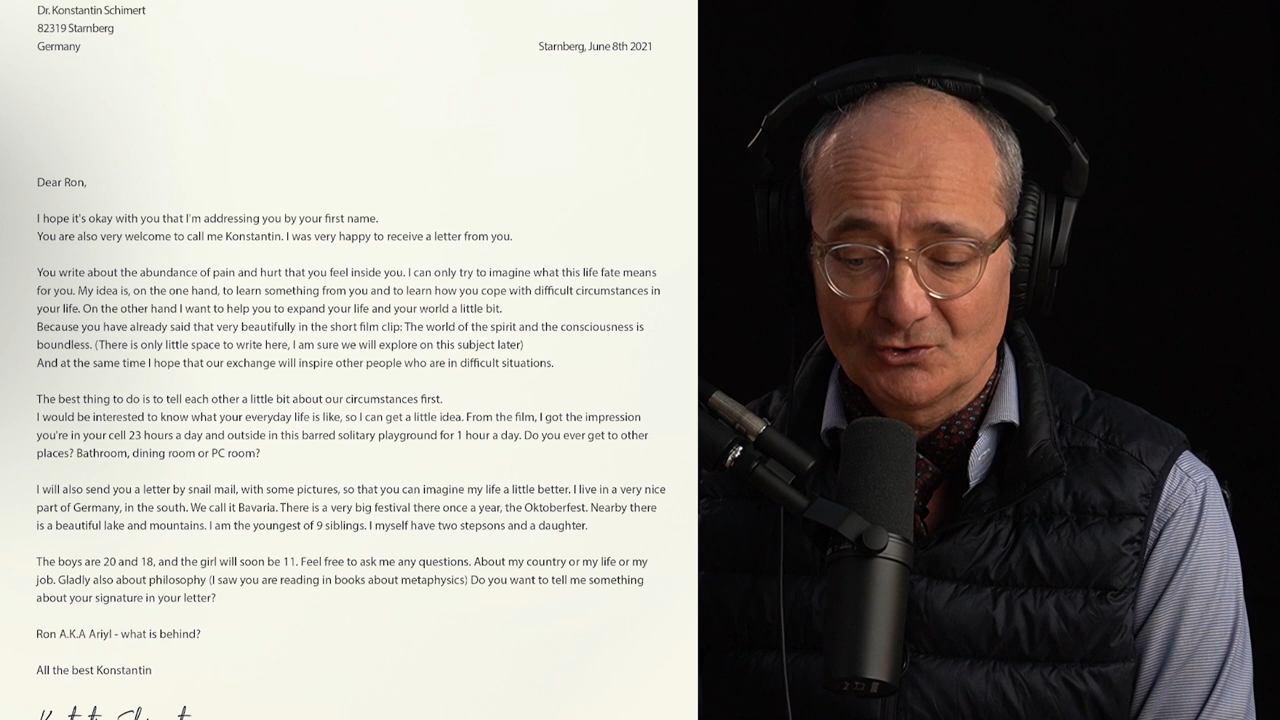 Dr. Konstantin Schimert
82319 Starnberg
Germany
Starnberg, June 8th 2021
Dear Ron,
I hope it's okay with you that I'm addressing you by your first name.
You are also very welcome to call me Konstantin. I was very happy to receive a letter from you.
You write about the abundance of pain and hurt that you feel inside you. I can only try to imagine what this life fate means
for you. My idea is, on the one hand, to learn something from you and to learn how you cope with difficult circumstances in
your life. On the other hand I want to help you to expand your life and your world a little bit.
Because you have already said that very beautifully in the short film clip: The world of the spirit and the consciousness is
boundless. (There is only little space to write here, I am sure we will explore on this subject later)
And at the same time I hope that our exchange will inspire other people who are in difficult situations.
The best thing to do is to tell each other a little bit about our circumstances first.
I would be interested to know what your everyday life is like, so I can get a little idea. From the film, I got the impression
you're in your cell 23 hours a day and outside in this barred solitary playground for 1 hour a day. Do you ever get to other
places? Bathroom, dining room or PC room?
I will also send you a letter by snail mail, with some pictures, so that you can imagine my life a little better. I live in a very nice
part of Germany, in the south. We call it Bavaria. There is a very big festival there once a year, the Oktoberfest. Nearby there
is a beautiful lake and mountains. I am the youngest of 9 siblings. I myself have two stepsons and a daughter.
The boys are 20 and 18, and the girl will soon be 11. Feel free to ask me any questions. About my country or my life or my
job. Gladly also about philosophy (I saw you are reading in books about metaphysics) Do you want to tell me something
about your signature in your letter?
Ron A.K.A Ariyl - what is behind?
All the best Konstantin